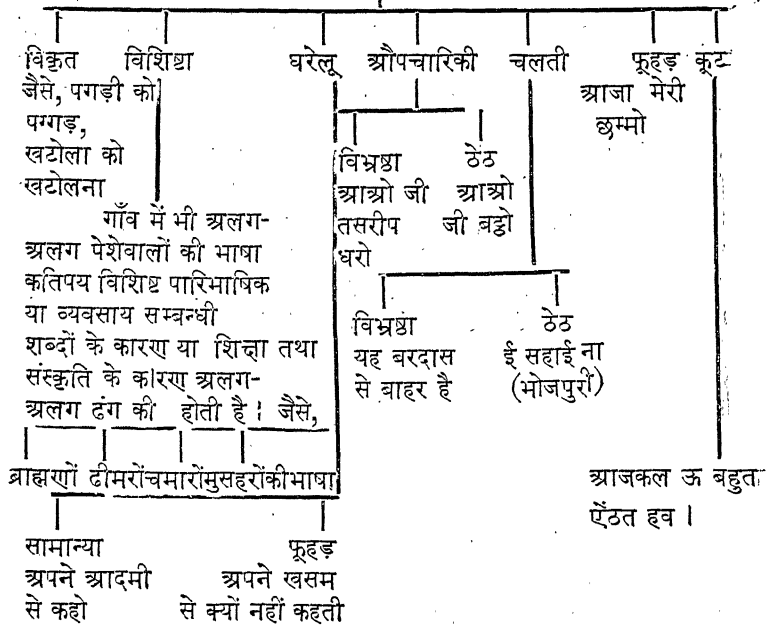 विकृत विशिष्टा घरेलू औपचारिकी चलती फूहड़ कूट
जैसे, पगड़ी को
पग्गड़,
खटोला को
खटोलना
आजा मेरी
छम्मो
विभ्रष्ठा ठेठ
आओ जी आओ
तसरीप जी बट्ठो
धरो
गाँव में भी अलग-
अलग पेशेवालों की भाषा
कतिपय विशिष्ट पारिभाषिक
या व्यवसाय सम्बन्धी
शब्दों के कारण या शिक्षा तथा
संस्कृति के कारण अलग-
अलग ढंग की होती है। जैसे,
विभ्रष्ठा ठेठ
यह बरदास ई सहाई ना
से बाहर है (भोजपुरी)
ब्राह्मणों ढीमरों चमारों मुसहरों की भाषा
आजकल ऊ बहुत
ऐंठत हव।
सामान्या फूहड़
अपने आदमी अपने खसम
से कहो से क्यों नहीं कहती